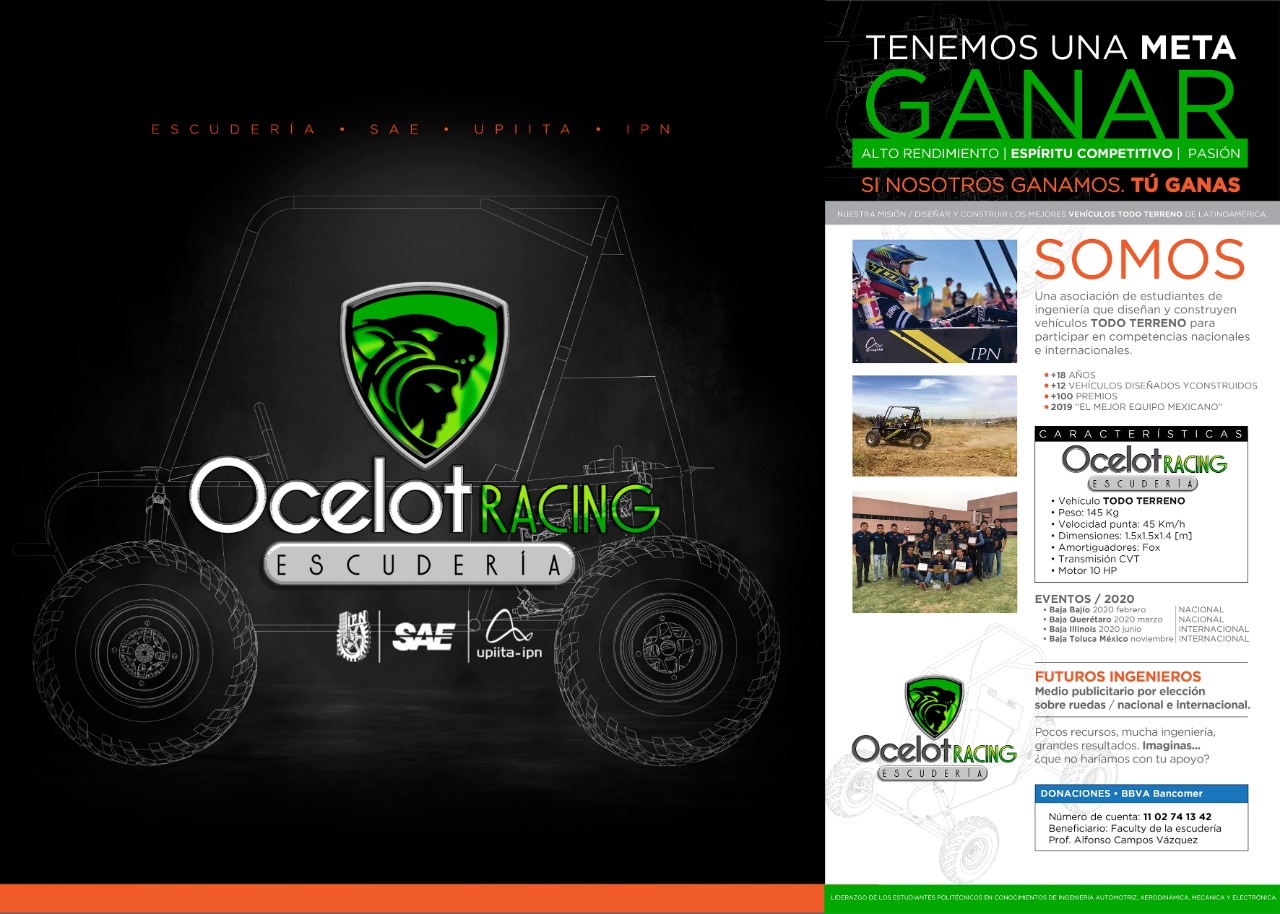 ESCUDERÍA • SAE • UPIITA • IPN
Ocelot RACING
ESCUDERÍA
IPN
SAE
upiita-ipn
TENEMOS UNA META
GANAR
ALTO RENDIMIENTO | ESPÍRITU COMPETITIVO | PASIÓN
SI NOSOTROS GANAMOS. TÚ GANAS
NUESTRA MISIÓN / DISEÑAR Y CONSTRUIR LOS MEJORES VEHÍCULOS TODO TERRENO DE LATINOAMÉRICA.
IPN
SOMOS
Una asociación de estudiantes de
ingeniería que diseñan y construyen
vehículos TODO TERRENO para
participar en competencias nacionales
e internacionales.
• +18 AÑOS
• +12 VEHÍCULOS DISEÑADOS YCONSTRUIDOS
• +100 PREMIOS
• 2019 "EL MEJOR EQUIPO MEXICANO"
CARACTERÍSTICAS
Ocelot RACING
ESCUDERÍA
• Vehículo TODO TERRENO
• Peso: 145 Kg
• Velocidad punta: 45 Km/h
• Dimensiones: 1.5x1.5x1.4 [m]
• Amortiguadores: Fox
• Transmisión CVT
• Motor 10 HP
EVENTOS / 2020
• Baja Bajío 2020 febrero | NACIONAL
• Baja Querétaro 2020 marzo | NACIONAL
• Baja Illinois 2020 junio | INTERNACIONAL
• Baja Toluca México noviembre | INTERNACIONAL
FUTUROS INGENIEROS
Medio publicitario por elección
sobre ruedas / nacional e internacional.
Pocos recursos, mucha ingeniería,
grandes resultados. Imaginas...
¿que no haríamos con tu apoyo?
Ocelot RACING
ESCUDERÍA
DONACIONES • BBVA Bancomer
Número de cuenta: 11 02 74 13 42
Beneficiario: Faculty de la escudería
Prof. Alfonso Campos Vázquez
LIDERAZGO DE LOS ESTUDIANTES POLITÉCNICOS EN CONOCIMIENTOS DE INGENIERÍA AUTOMOTRIZ, AERODINÁMICA, MECÁNICA Y ELECTRÓNICA.